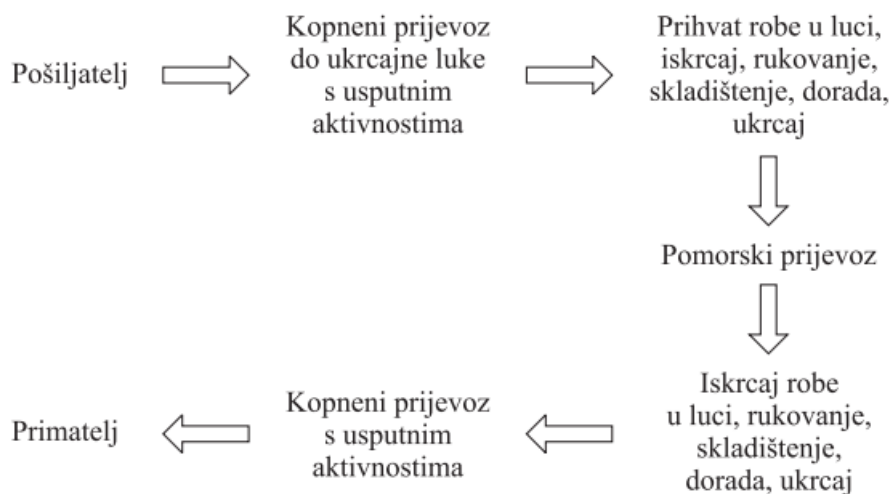 Pošiljatelj
Kopneni prijevoz
do ukrcajne luke
s usputnim
aktivnostima
Prihvat robe u luci,
iskrcaj, rukovanje,
skladištenje, dorada,
ukrcaj
Pomorski prijevoz
Iskrcaj robe
u luci, rukovanje,
skladištenje,
dorada, ukrcaj
Kopneni prijevoz
s usputnim
aktivnostima
Primatelj